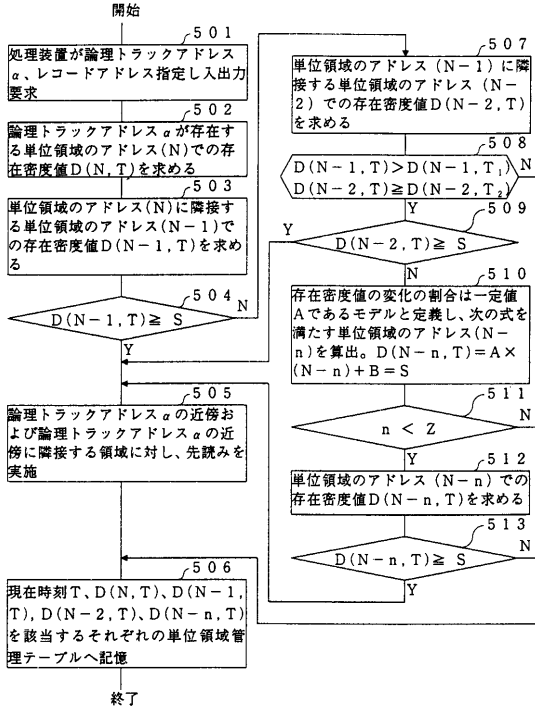 開始
501
処理装置が論理トラックアドレス
α、レコードアドレス指定し入出力
要求
502
論理トラックアドレスαが存在す
る単位領域のアドレス(N)での存
在密度値D(N,T)を求める
503
単位領域のアドレス(N)に隣接す
る単位領域のアドレス(N-1)で
の存在密度値D(N-1,T)を求め
る
504
D(N-1,T)≧ S
N
Y
505
論理トラックアドレスαの近傍お
よび論理トラックアドレスαの近
傍に隣接する領域に対し、先読みを
実施
506
現在時刻T、D(N,T)、D(N-1,
T),D(N-2,T)、D(N-n,T)
を該当するそれぞれの単位領域管
理テーブルへ記憶
終了
507
単位領域のアドレス(N-1)に隣
接する単位領域のアドレス(N-
2)での存在密度値D(N-2,T)
を求める
508
D(N-1,T)>D(N-1,T₁)
D(N-2,T)≧D(N-2,T₂)
N
Y
509
Y
D(N-2,T)≧ S
N
510
存在密度値の変化の割合は一定値
Aであるモデルと定義し、次の式を
満たす単位領域のアドレス(N-
n)を算出。D(N-n,T)=A×
(N-n)+B=S
511
n < Z
N
Y
512
単位領域のアドレス(N-n)での
存在密度値D(N-n,T)を求める
513
D(N-n,T)≧ S
N
Y